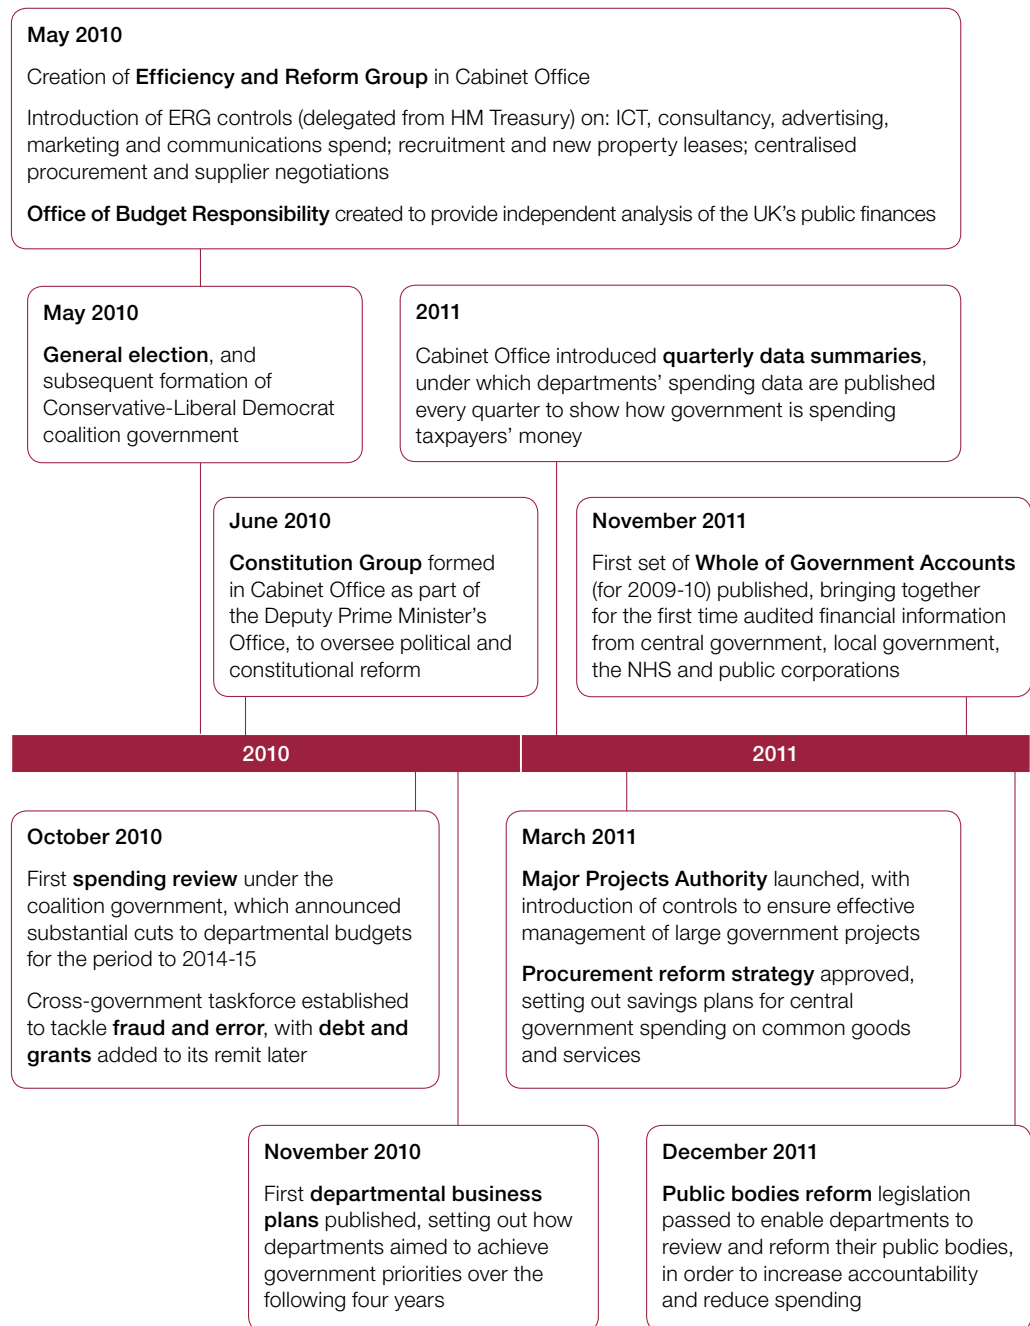 May 2010
Creation of Efficiency and Reform Group in Cabinet Office
Introduction of ERG controls (delegated from HM Treasury) on: ICT, consultancy, advertising,
marketing and communications spend; recruitment and new property leases; centralised
procurement and supplier negotiations
Office of Budget Responsibility created to provide independent analysis of the UK’s public finances
May 2010
General election, and
subsequent formation of
Conservative-Liberal Democrat
coalition government
2011
Cabinet Office introduced quarterly data summaries,
under which departments’ spending data are published
every quarter to show how government is spending
taxpayers’ money
June 2010
Constitution Group formed
in Cabinet Office as part of
the Deputy Prime Minister’s
Office, to oversee political and
constitutional reform
November 2011
First set of Whole of Government Accounts
(for 2009-10) published, bringing together
for the first time audited financial information
from central government, local government,
the NHS and public corporations
2010
2011
October 2010
First spending review under the
coalition government, which announced
substantial cuts to departmental budgets
for the period to 2014-15
Cross-government taskforce established
to tackle fraud and error, with debt and
grants added to its remit later
March 2011
Major Projects Authority launched, with
introduction of controls to ensure effective
management of large government projects
Procurement reform strategy approved,
setting out savings plans for central
government spending on common goods
and services
November 2010
First departmental business
plans published, setting out how
departments aimed to achieve
government priorities over the
following four years
December 2011
Public bodies reform legislation
passed to enable departments to
review and reform their public bodies,
in order to increase accountability
and reduce spending